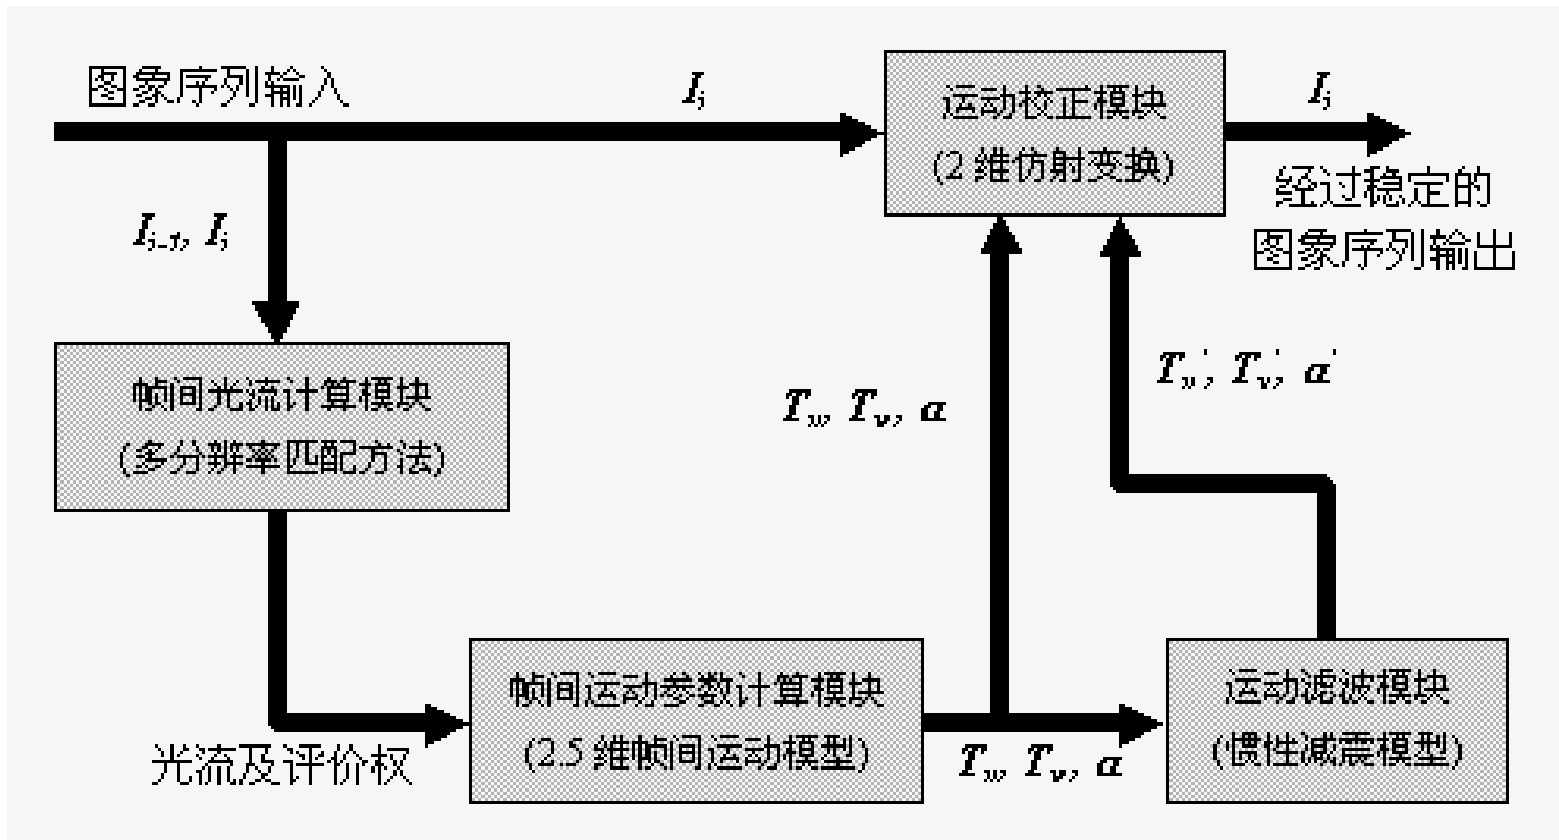 图象序列输入
I_i
运动校正模块
(2 维仿射变换)
I_i
经过稳定的
图象序列输出
I_{i-1}, I_i
帧间光流计算模块
(多分辨率匹配方法)
T_u, T_v, α
T_u', T_v', α'
光流及评价权
帧间运动参数计算模块
(2.5 维帧间运动模型)
T_u, T_v, α
运动滤波模块
(惯性减震模型)